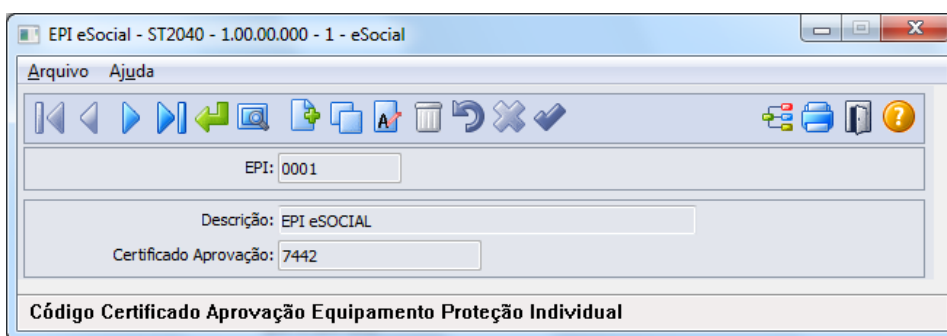 EPI eSocial - ST2040 - 1.00.00.000 - 1 - eSocial
Arquivo Ajuda
EPI: 0001
Descrição: EPI eSOCIAL
Certificado Aprovação: 7442
Código Certificado Aprovação Equipamento Proteção Individual